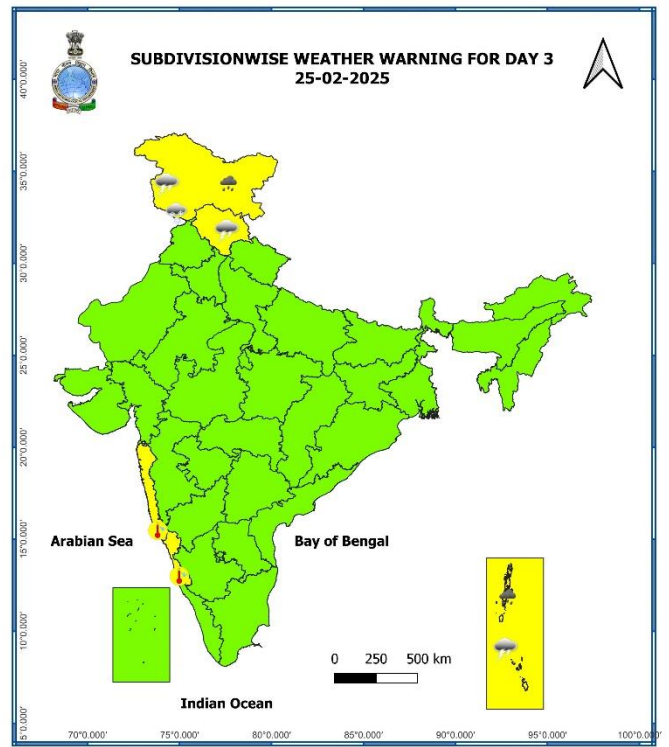 SUBDIVISIONWISE WEATHER WARNING FOR DAY 3
25-02-2025
40°0.000'
35°0.000'
30°0.000'
25°0.000'
20°0.000'
15°0.000'
10°0.000'
5°0.000'
Arabian Sea
Bay of Bengal
0 250 500 km
Indian Ocean
70°0.000' 75°0.000' 80°0.000' 85°0.000' 90°0.000' 95°0.000' 100°0.000'